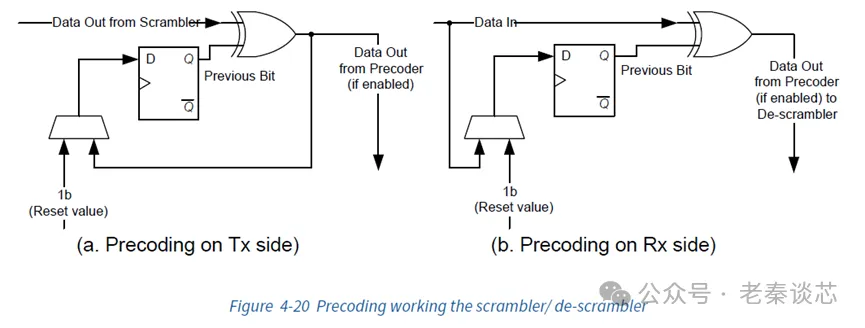 Data Out from Scrambler
D
Q
Q
Previous Bit
Data Out
from Precoder
(if enabled)
1b
(Reset value)
(a. Precoding on Tx side)
Data In
D
Q
Q
Previous Bit
Data Out
from Precoder
(if enabled) to
De-scrambler
1b
(Reset value)
(b. Precoding on Rx side)
公众号 · 老秦谈芯
Figure 4-20 Precoding working the scrambler/ de-scrambler